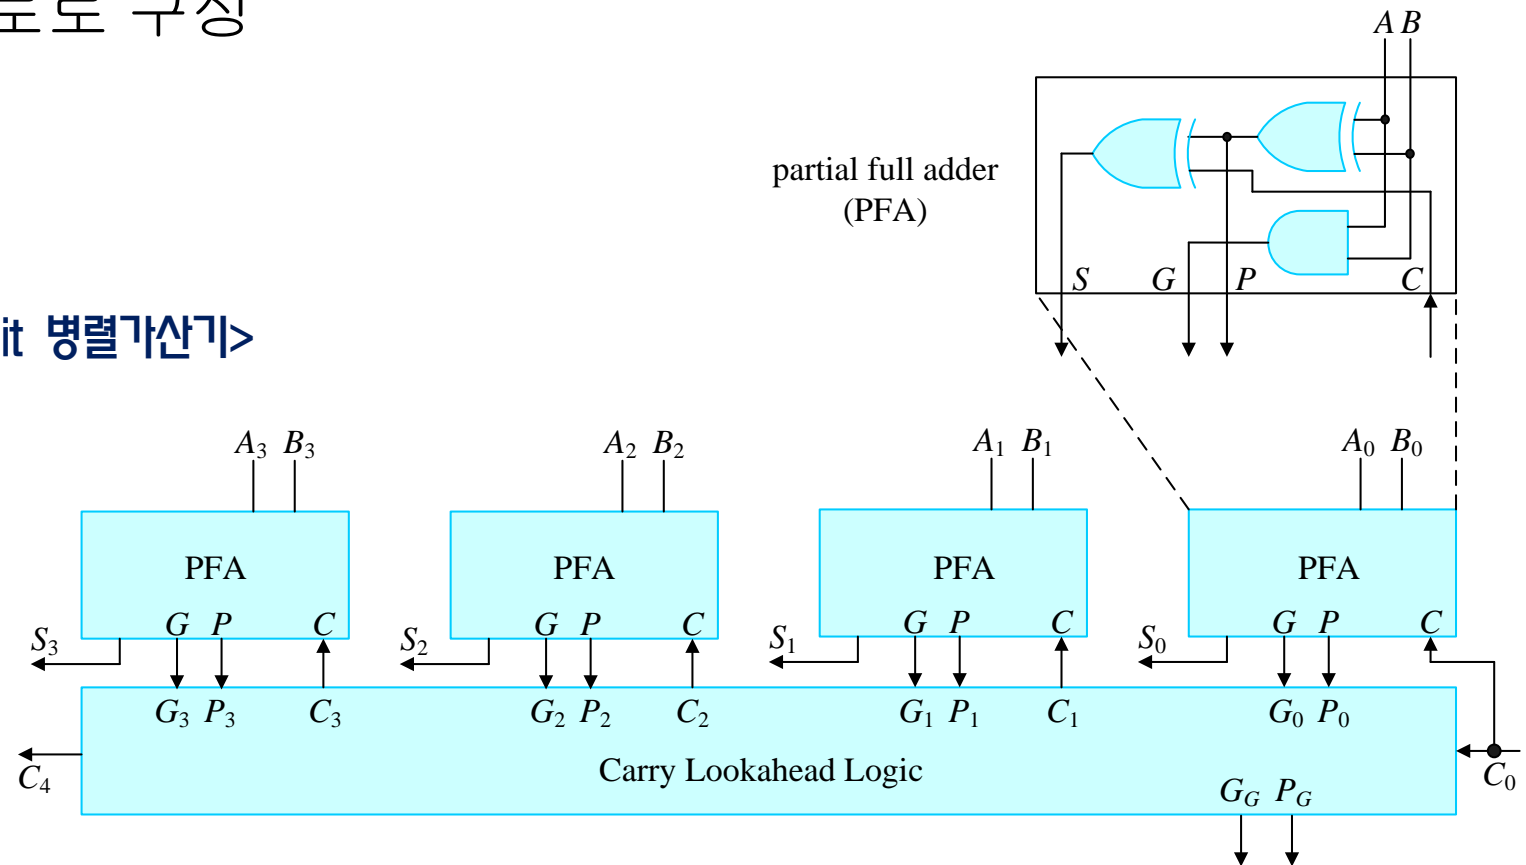 구성
A B
partial full adder
(PFA)
S G P C
it 병렬가산기>
A3 B3 A2 B2 A1 B1 A0 B0
PFA PFA PFA PFA
G P C G P C G P C G P C
S3 S2 S1 S0
G3 P3 C3 G2 P2 C2 G1 P1 C1 G0 P0
C4 Carry Lookahead Logic C0
GG PG